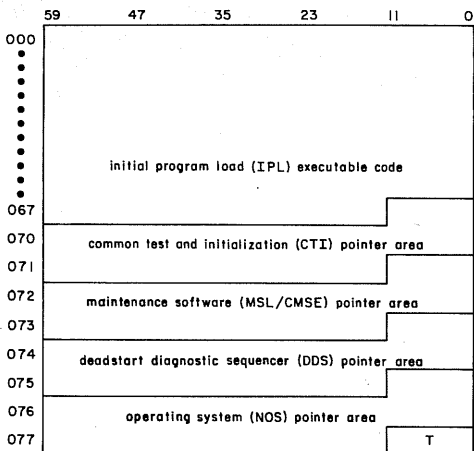 59 47 35 23 11 0
000
initial program load (IPL) executable code
067
070
common test and initialization (CTI) pointer area
071
072
maintenance software (MSL/CMSE) pointer area
073
074
deadstart diagnostic sequencer (DDS) pointer area
075
076
operating system (NOS) pointer area
077 T